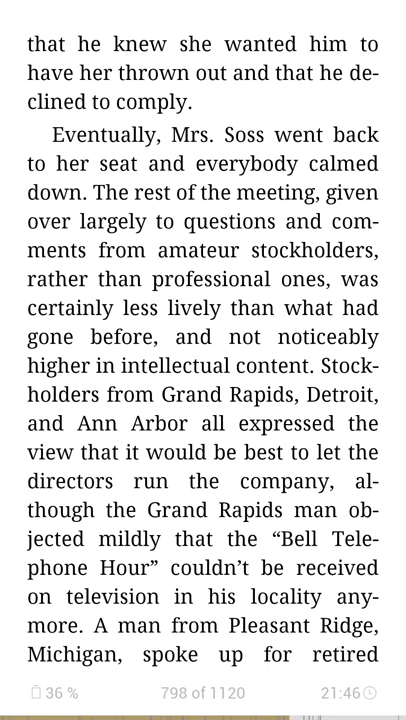 that he knew she wanted him to
have her thrown out and that he de-
clined to comply.
Eventually, Mrs. Soss went back
to her seat and everybody calmed
down. The rest of the meeting, given
over largely to questions and com-
ments from amateur stockholders,
rather than professional ones, was
certainly less lively than what had
gone before, and not noticeably
higher in intellectual content. Stock-
holders from Grand Rapids, Detroit,
and Ann Arbor all expressed the
view that it would be best to let the
directors run the company, al-
though the Grand Rapids man ob-
jected mildly that the “Bell Tele-
phone Hour” couldn’t be received
on television in his locality any-
more. A man from Pleasant Ridge,
Michigan, spoke up for retired
36 % 798 of 1120 21:46